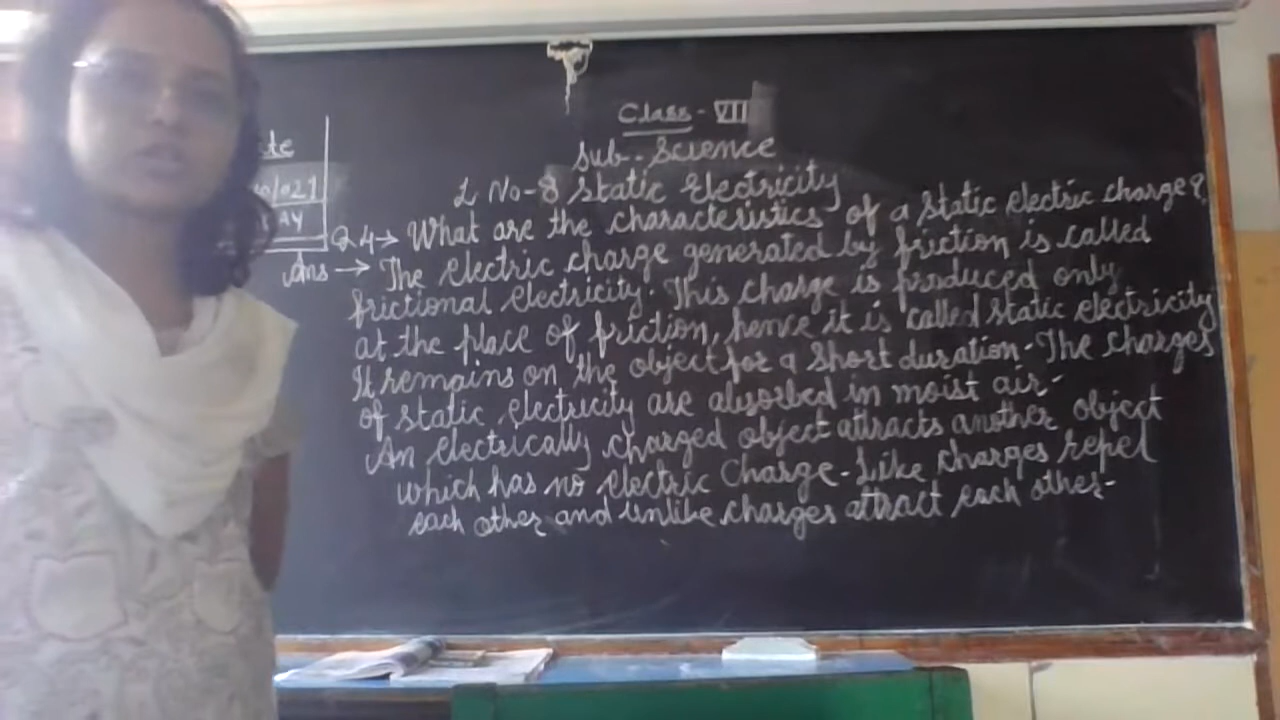 Class - VII
Sub-. Science
L No-8 Static Electricity
Q.4→ What are the characteristics of a static electric charge?
Ans → The electric charge generated by friction is called
frictional electricity. This charge is produced only
at the place of friction, hence it is called static electricity
It remains on the object for a short duration. The charges
of static electricity are absorbed in moist air.
An electrically charged object attracts another object
which has no electric charge. Like charges repel
each other and unlike charges attract each other.